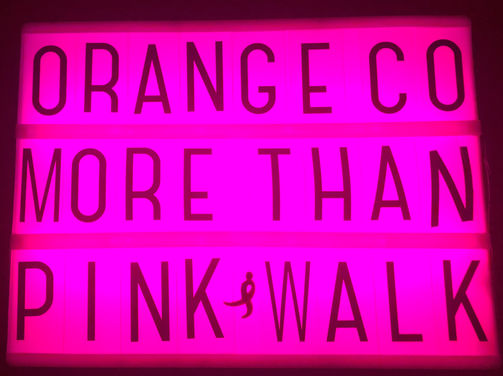 ORANGE CO
MORE THAN
PINK WALK